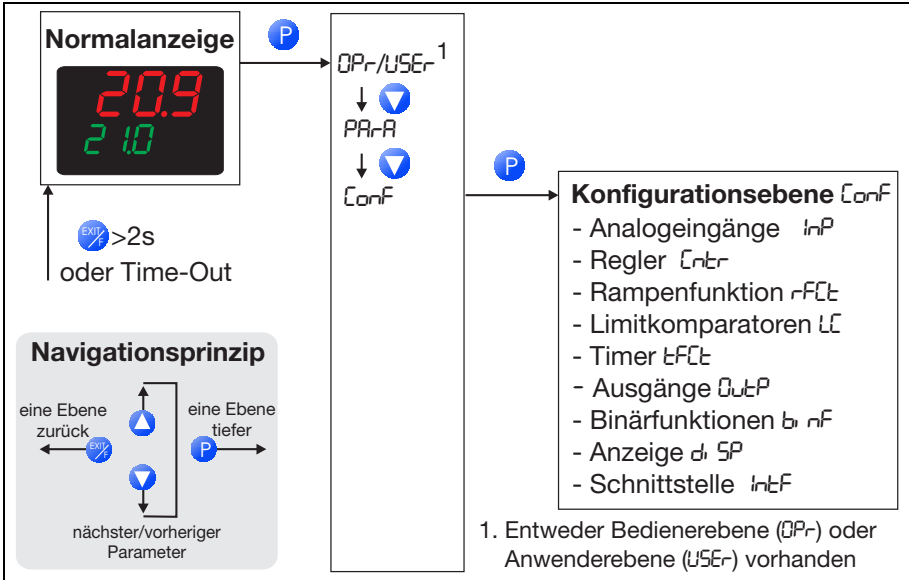 Normalanzeige
20.9
21.0
P
OPr/USEr 1
PArA
ConF
P
EXIT/F >2s
oder Time-Out
Konfigurationsebene ConF
- Analogeingänge InP
- Regler Cntr
- Rampenfunktion rFCt
- Limitkomparatoren LC
- Timer tFCt
- Ausgänge OutP
- Binärfunktionen binF
- Anzeige diSP
- Schnittstelle IntF
1. Entweder Bedienerebene (OPr) oder
Anwenderebene (USEr) vorhanden
Navigationsprinzip
eine Ebene
zurück
EXIT/F
eine Ebene
tiefer
P
nächster/vorheriger
Parameter